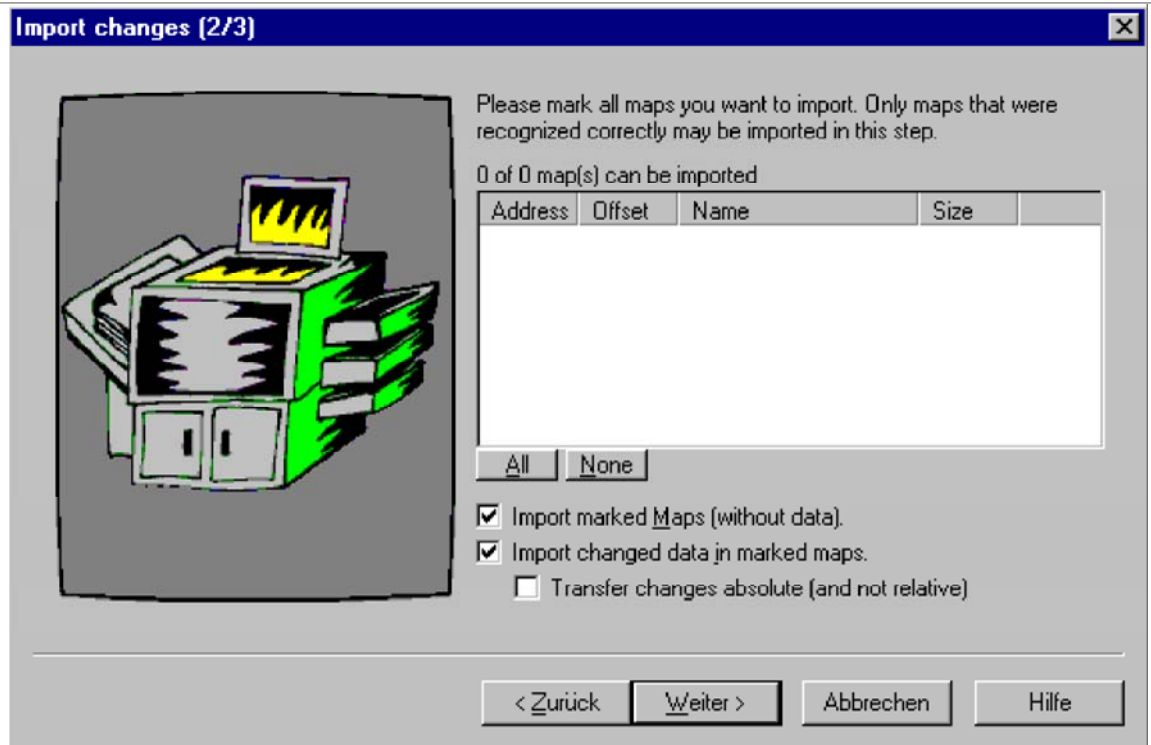 Import changes (2/3)
Please mark all maps you want to import. Only maps that were
recognized correctly may be imported in this step.
0 of 0 map(s) can be imported
Address Offset Name Size
All None
Import marked Maps (without data).
Import changed data in marked maps.
Transfer changes absolute (and not relative)
< Zurück Weiter > Abbrechen Hilfe